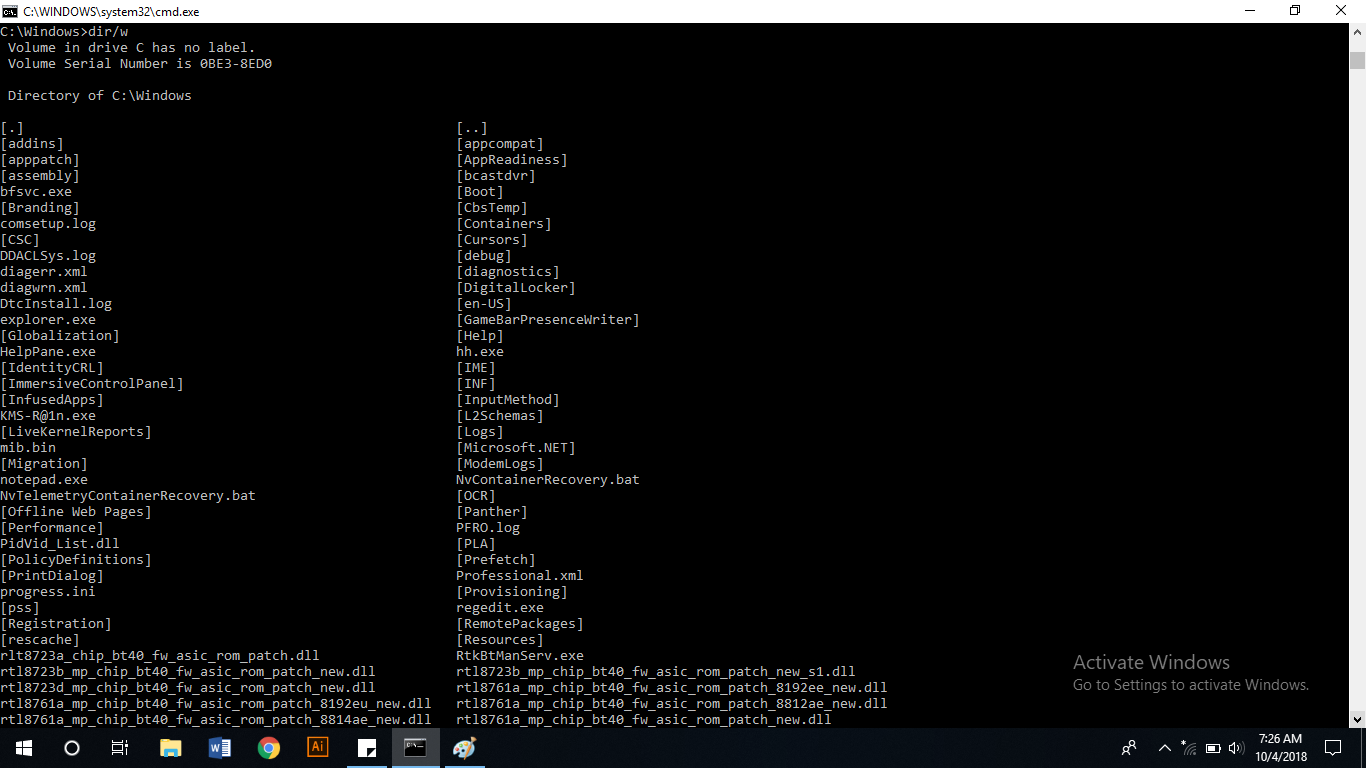 C:\WINDOWS\system32\cmd.exe
C:\Windows>dir/w
Volume in drive C has no label.
Volume Serial Number is 0BE3-8ED0
Directory of C:\Windows
[.] [..]
[addins] [appcompat]
[apppatch] [AppReadiness]
[assembly] [bcastdvr]
bfsvc.exe [Boot]
[Branding] [CbsTemp]
comsetup.log [Containers]
[CSC] [Cursors]
DDACLSys.log [debug]
diagerr.xml [diagnostics]
diagwrn.xml [DigitalLocker]
DtcInstall.log [en-US]
explorer.exe [GameBarPresenceWriter]
[Globalization] [Help]
HelpPane.exe hh.exe
[IdentityCRL] [IME]
[ImmersiveControlPanel] [INF]
[InfusedApps] [InputMethod]
KMS-R@1n.exe [L2Schemas]
[LiveKernelReports] [Logs]
mib.bin [Microsoft.NET]
[Migration] [ModemLogs]
notepad.exe NvContainerRecovery.bat
NvTelemetryContainerRecovery.bat [OCR]
[Offline Web Pages] [Panther]
[Performance] PFRO.log
PidVid_List.dll [PLA]
[PolicyDefinitions] [Prefetch]
[PrintDialog] Professional.xml
progress.ini [Provisioning]
[pss] regedit.exe
[Registration] [RemotePackages]
[rescache] [Resources]
rlt8723a_chip_bt40_fw_asic_rom_patch.dll RtkBtManServ.exe
rtl8723b_mp_chip_bt40_fw_asic_rom_patch_new.dll rtl8723b_mp_chip_bt40_fw_asic_rom_patch_new_s1.dll
rtl8723d_mp_chip_bt40_fw_asic_rom_patch_new.dll rtl8761a_mp_chip_bt40_fw_asic_rom_patch_8192ee_new.dll
rtl8761a_mp_chip_bt40_fw_asic_rom_patch_8192eu_new.dll rtl8761a_mp_chip_bt40_fw_asic_rom_patch_8812ae_new.dll
rtl8761a_mp_chip_bt40_fw_asic_rom_patch_8814ae_new.dll rtl8761a_mp_chip_bt40_fw_asic_rom_patch_new.dll
Activate Windows
Go to Settings to activate Windows.
Ai
7:26 AM
10/4/2018